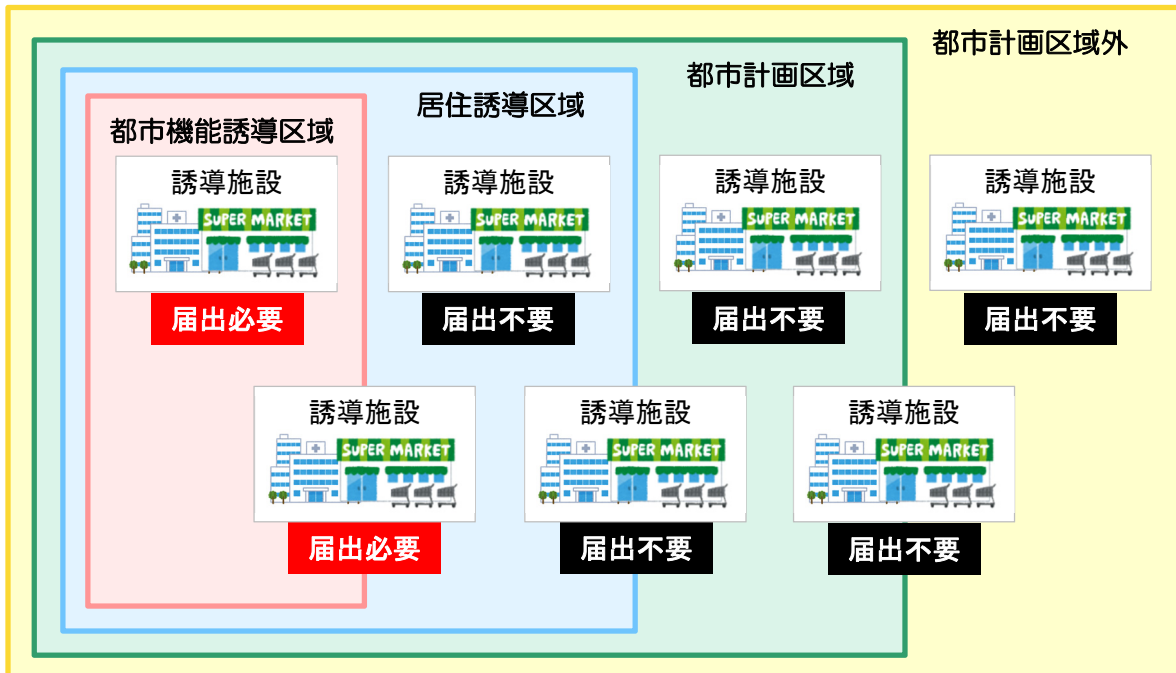 都市計画区域外
都市計画区域
居住誘導区域
都市機能誘導区域
誘導施設
SUPER MARKET
届出必要
誘導施設
SUPER MARKET
届出不要
誘導施設
SUPER MARKET
届出不要
誘導施設
SUPER MARKET
届出不要
誘導施設
SUPER MARKET
届出必要
誘導施設
SUPER MARKET
届出不要
誘導施設
SUPER MARKET
届出不要